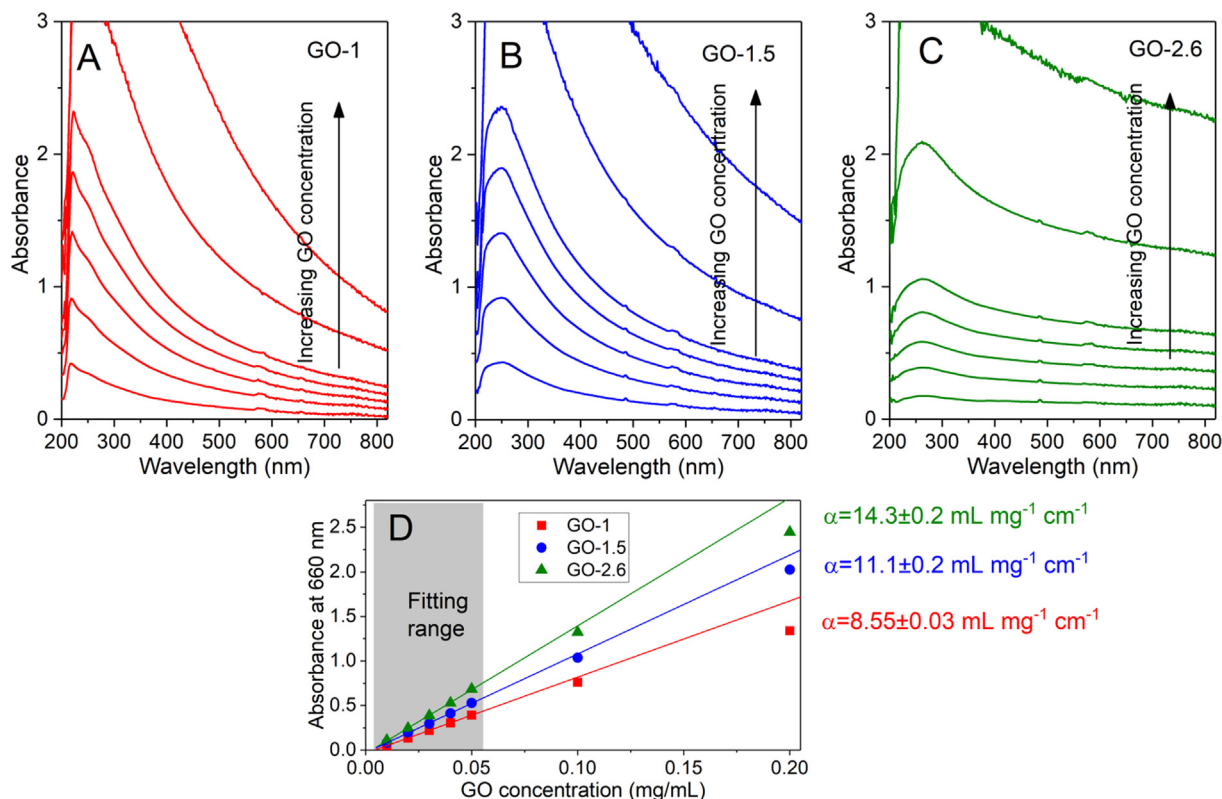 A
GO-1
3
2
1
0
Absorbance
Increasing GO concentration
200 300 400 500 600 700 800
Wavelength (nm)
B
GO-1.5
3
2
1
0
Absorbance
Increasing GO concentration
200 300 400 500 600 700 800
Wavelength (nm)
C
GO-2.6
3
2
1
0
Absorbance
Increasing GO concentration
200 300 400 500 600 700 800
Wavelength (nm)
D
GO-1
GO-1.5
GO-2.6
Fitting
range
2.5
2.0
1.5
1.0
0.5
0.0
Absorbance at 660 nm
0.00 0.05 0.10 0.15 0.20
GO concentration (mg/mL)
α=14.3±0.2 mL mg⁻¹ cm⁻¹
α=11.1±0.2 mL mg⁻¹ cm⁻¹
α=8.55±0.03 mL mg⁻¹ cm⁻¹